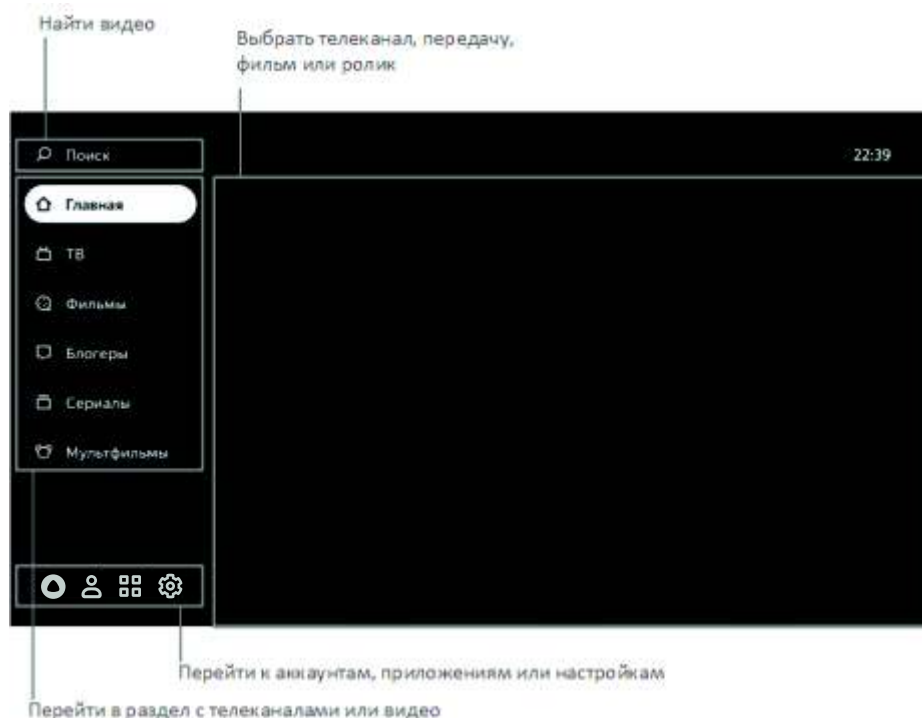 Найти видео
Выбрать телеканал, передачу,
фильм или ролик
Поиск
22:39
Главная
ТВ
Фильмы
Блогеры
Сериалы
Мультфильмы
Перейти к аккаунтам, приложениям или настройкам
Перейти в раздел с телеканалами или видео